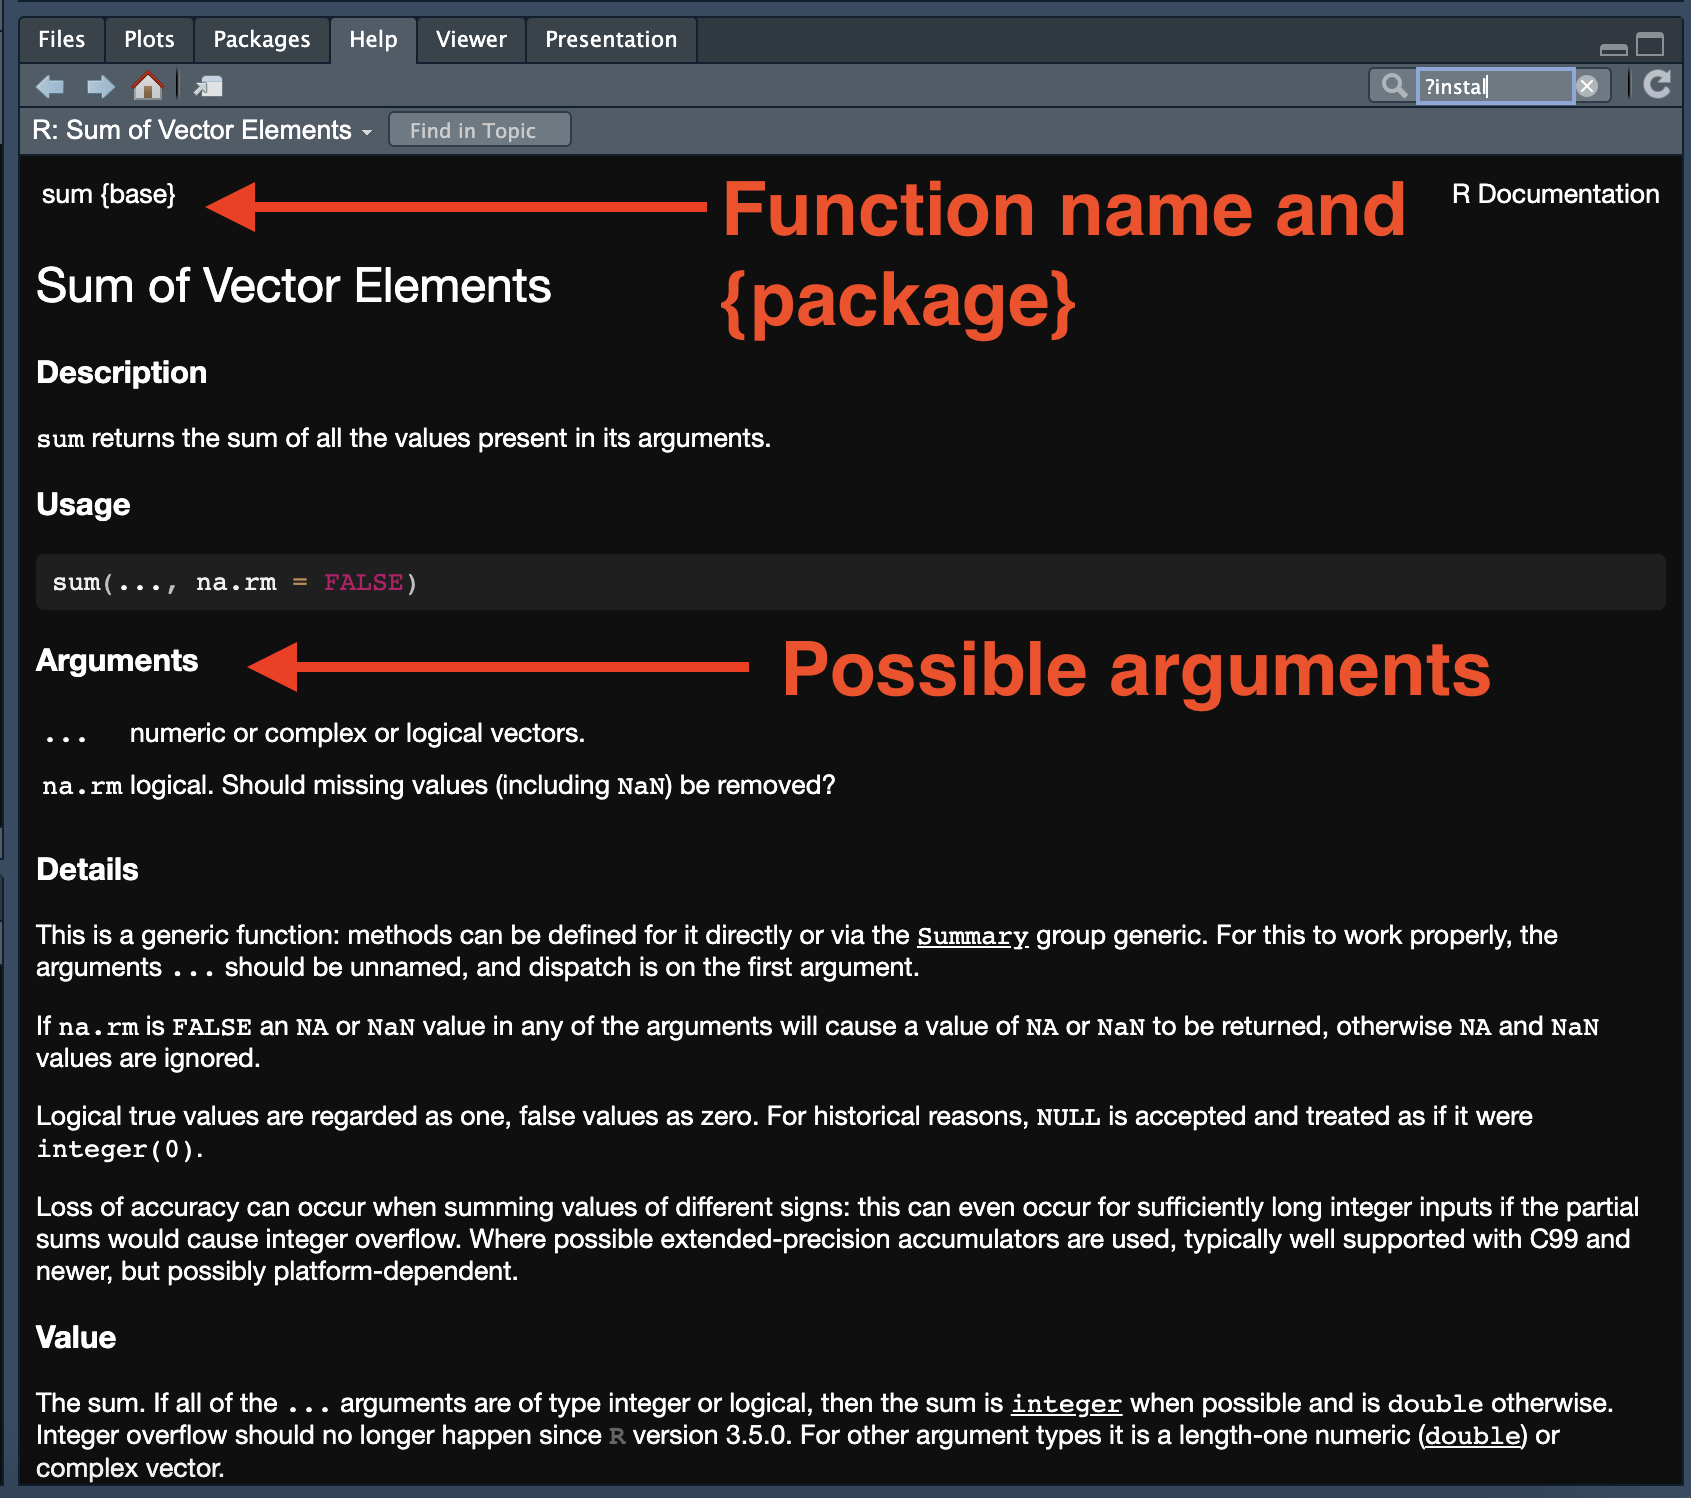 Files Plots Packages Help Viewer Presentation
?instal
R: Sum of Vector Elements Find in Topic
sum {base} R Documentation
Function name and
{package}
Sum of Vector Elements
Description
sum returns the sum of all the values present in its arguments.
Usage
sum(..., na.rm = FALSE)
Arguments
Possible arguments
... numeric or complex or logical vectors.
na.rm logical. Should missing values (including NaN) be removed?
Details
This is a generic function: methods can be defined for it directly or via the Summary group generic. For this to work properly, the
arguments ... should be unnamed, and dispatch is on the first argument.
If na.rm is FALSE an NA or NaN value in any of the arguments will cause a value of NA or NaN to be returned, otherwise NA and NaN
values are ignored.
Logical true values are regarded as one, false values as zero. For historical reasons, NULL is accepted and treated as if it were
integer(0).
Loss of accuracy can occur when summing values of different signs: this can even occur for sufficiently long integer inputs if the partial
sums would cause integer overflow. Where possible extended-precision accumulators are used, typically well supported with C99 and
newer, but possibly platform-dependent.
Value
The sum. If all of the ... arguments are of type integer or logical, then the sum is integer when possible and is double otherwise.
Integer overflow should no longer happen since R version 3.5.0. For other argument types it is a length-one numeric (double) or
complex vector.